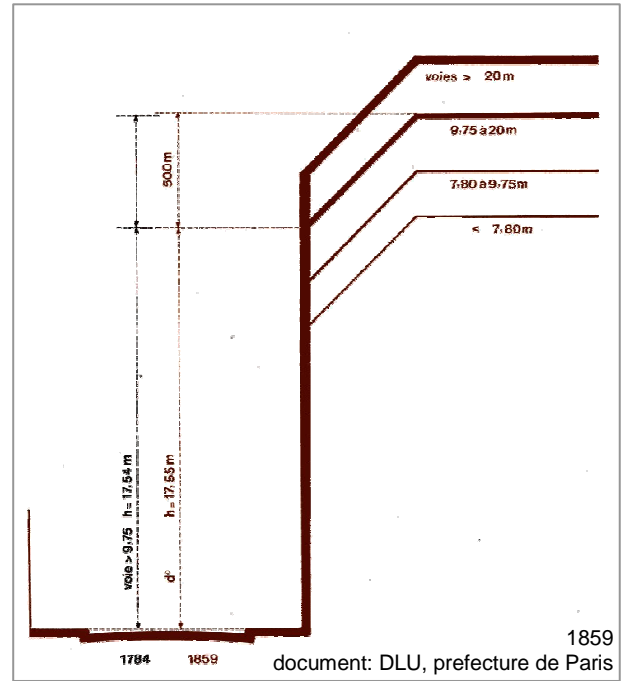 voies > 20m
9,75 à 20m
7,80 à 9,75m
≤ 7,80m
500m
voie > 9,75 h = 17,54 m
d° h = 17,55 m
1784 1859
1859
document: DLU, prefecture de Paris